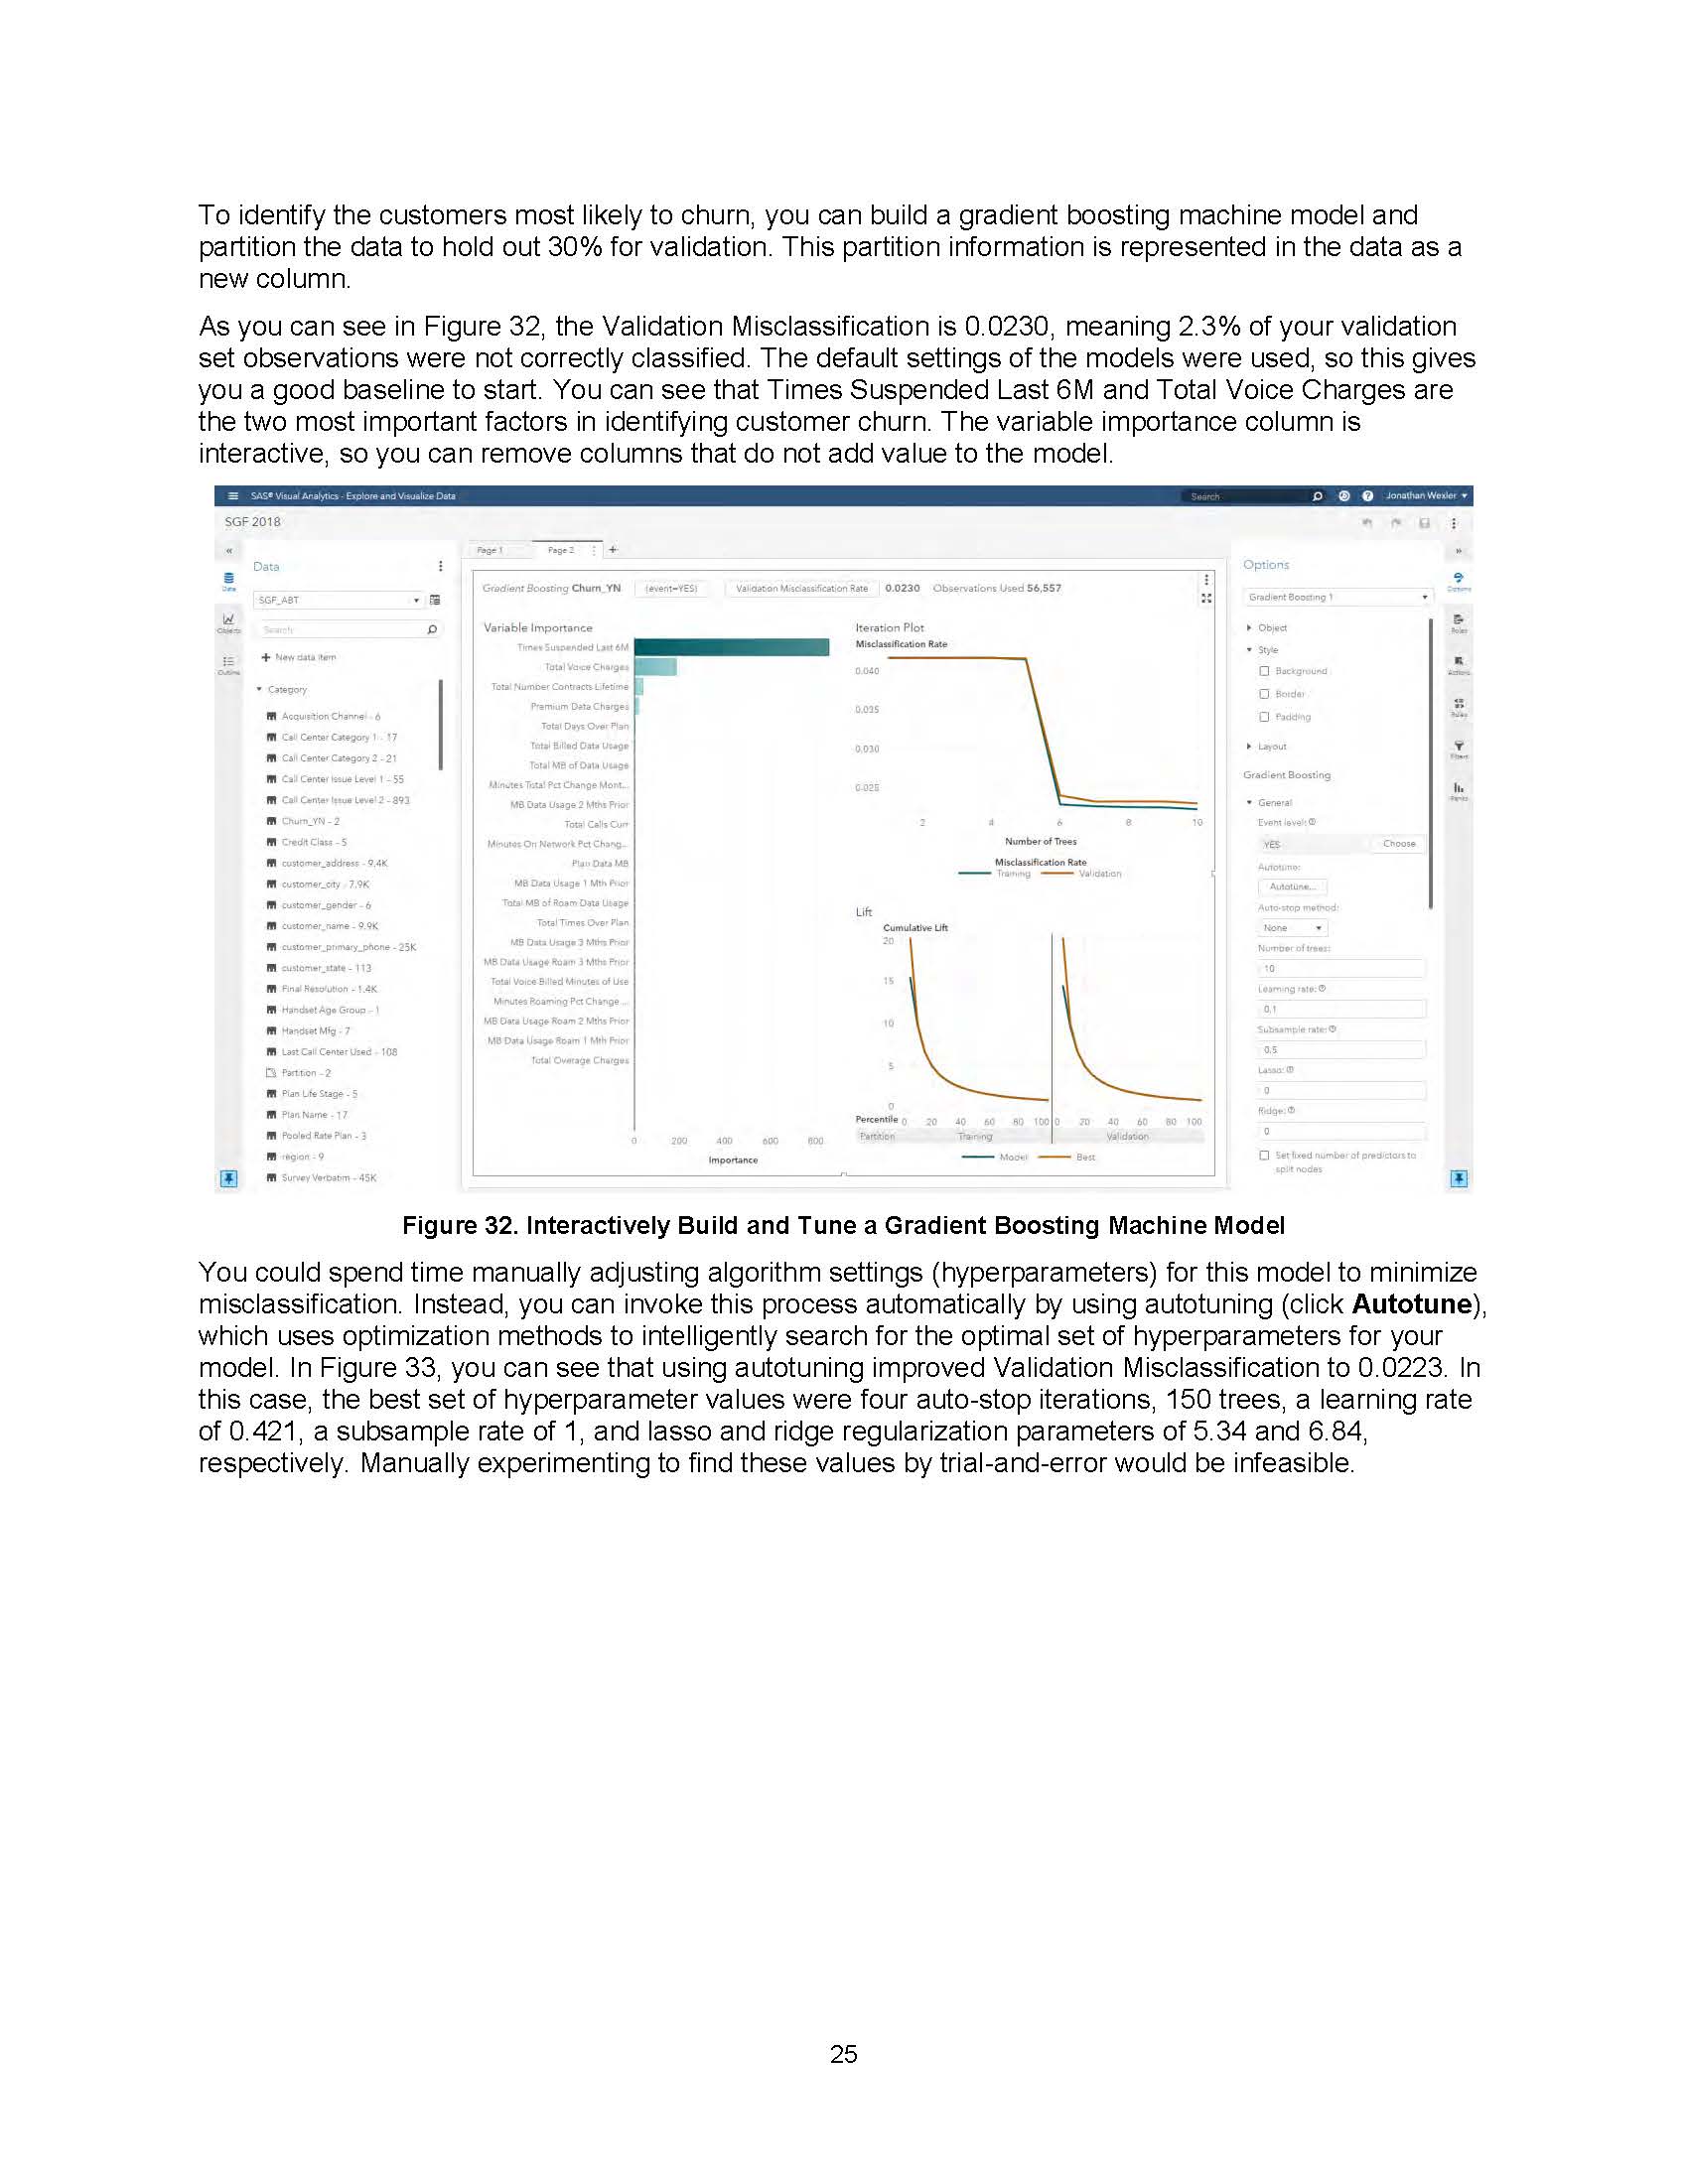 To identify the customers most likely to churn, you can build a gradient boosting machine model and
partition the data to hold out 30% for validation. This partition information is represented in the data as a
new column.
As you can see in Figure 32, the Validation Misclassification is 0.0230, meaning 2.3% of your validation
set observations were not correctly classified. The default settings of the models were used, so this gives
you a good baseline to start. You can see that Times Suspended Last 6M and Total Voice Charges are
the two most important factors in identifying customer churn. The variable importance column is
interactive, so you can remove columns that do not add value to the model.
SAS® Visual Analytics - Explore and Visualize Data
Search
Jonathan Wexler
SGF 2018
Data
Objects
Outline
Data
SGF_ABT
Search
New data item
Category
Acquisition Channel - 6
Call Center Category 1 - 17
Call Center Category 2 - 21
Call Center Issue Level 1 - 55
Call Center Issue Level 2 - 893
Churn_YN - 2
Credit Class - 5
customer_address - 9.4K
customer_city - 7.9K
customer_gender - 6
customer_name - 9.9K
customer_primary_phone - 25K
customer_state - 113
Final Resolution - 1.4K
Handset Age Group - 1
Handset Mfg - 7
Last Call Center Used - 108
Partition - 2
Plan Life Stage - 5
Plan Name - 17
Pooled Rate Plan - 3
region - 9
Survey Verbatim - 45K
Page 1
Page 2
Gradient Boosting Churn_YN (event=YES) Validation Misclassification Rate 0.0230 Observations Used 56,557
Variable Importance
Times Suspended Last 6M
Total Voice Charges
Total Number Contracts Lifetime
Premium Data Charges
Total Days Over Plan
Total Billed Data Usage
Total MB of Data Usage
Minutes Total Pct Change Mont...
MB Data Usage 2 Mths Prior
Total Calls Curr
Minutes On Network Pct Chang...
Plan Data MB
MB Data Usage 1 Mth Prior
Total MB of Roam Data Usage
Total Times Over Plan
MB Data Usage 3 Mths Prior
MB Data Usage Roam 3 Mths Prior
Total Voice Billed Minutes of Use
Minutes Roaming Pct Change ...
MB Data Usage Roam 2 Mths Prior
MB Data Usage Roam 1 Mth Prior
Total Overage Charges
0 200 400 600 800
Importance
Iteration Plot
Misclassification Rate
0.040
0.035
0.030
0.025
2 4 6 8 10
Number of Trees
Misclassification Rate
Training Validation
Lift
Cumulative Lift
20
15
10
5
0
Percentile 0 20 40 60 80 100 0 20 40 60 80 100
Partition Training Validation
Model Best
Options
Gradient Boosting 1
Object
Style
Background
Border
Padding
Layout
Gradient Boosting
General
Event level:
YES
Choose
Autotune:
Autotune...
Auto-stop method:
None
Number of trees:
10
Learning rate:
0.1
Subsample rate:
0.5
Lasso:
0
Ridge:
0
Set fixed number of predictors to
split nodes
Options
Roles
Actions
Rules
Filters
Ranks
Figure 32. Interactively Build and Tune a Gradient Boosting Machine Model
You could spend time manually adjusting algorithm settings (hyperparameters) for this model to minimize
misclassification. Instead, you can invoke this process automatically by using autotuning (click Autotune),
which uses optimization methods to intelligently search for the optimal set of hyperparameters for your
model. In Figure 33, you can see that using autotuning improved Validation Misclassification to 0.0223. In
this case, the best set of hyperparameter values were four auto-stop iterations, 150 trees, a learning rate
of 0.421, a subsample rate of 1, and lasso and ridge regularization parameters of 5.34 and 6.84,
respectively. Manually experimenting to find these values by trial-and-error would be infeasible.
25